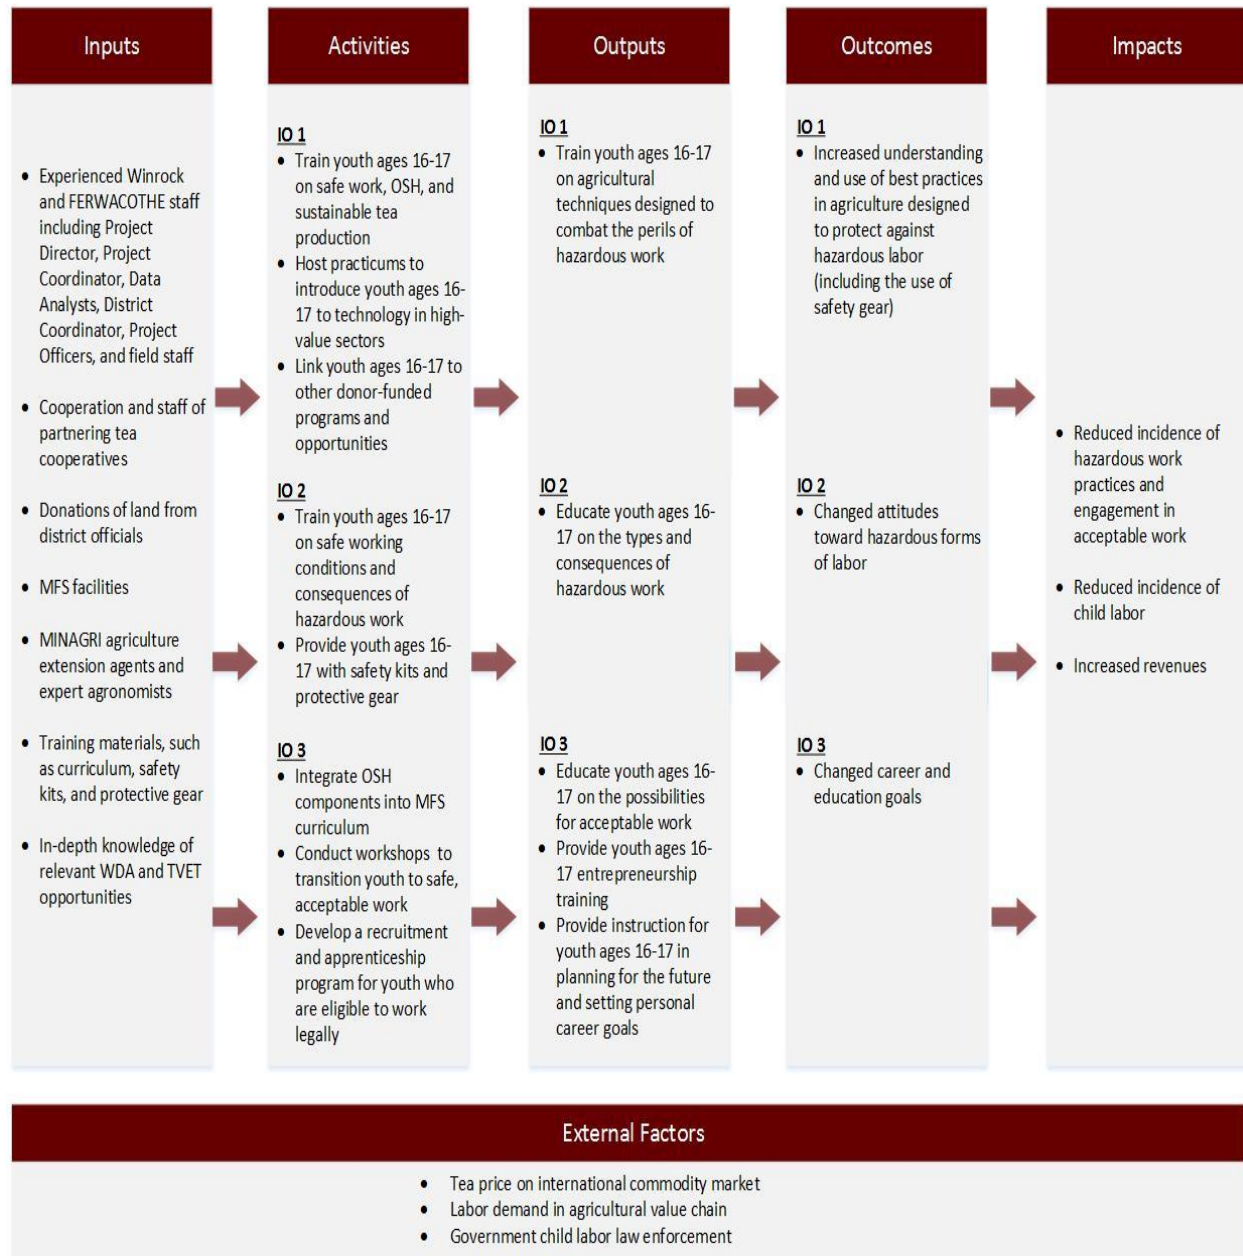 Inputs
Activities
Outputs
Outcomes
Impacts
• Experienced Winrock
and FERWACOTHE staff
including Project
Director, Project
Coordinator, Data
Analysts, District
Coordinator, Project
Officers, and field staff
• Cooperation and staff of
partnering tea
cooperatives
• Donations of land from
district officials
• MFS facilities
• MINAGRI agriculture
extension agents and
expert agronomists
• Training materials, such
as curriculum, safety
kits, and protective gear
• In-depth knowledge of
relevant WDA and TVET
opportunities
IO 1
• Train youth ages 16-17
on safe work, OSH, and
sustainable tea
production
• Host practicums to
introduce youth ages 16-
17 to technology in high-
value sectors
• Link youth ages 16-17 to
other donor-funded
programs and
opportunities
IO 2
• Train youth ages 16-17
on safe working
conditions and
consequences of
hazardous work
• Provide youth ages 16-
17 with safety kits and
protective gear
IO 3
• Integrate OSH
components into MFS
curriculum
• Conduct workshops to
transition youth to safe,
acceptable work
• Develop a recruitment
and apprenticeship
program for youth who
are eligible to work
legally
IO 1
• Train youth ages 16-17
on agricultural
techniques designed to
combat the perils of
hazardous work
IO 2
• Educate youth ages 16-
17 on the types and
consequences of
hazardous work
IO 3
• Educate youth ages 16-
17 on the possibilities
for acceptable work
• Provide youth ages 16-
17 entrepreneurship
training
• Provide instruction for
youth ages 16-17 in
planning for the future
and setting personal
career goals
IO 1
• Increased understanding
and use of best practices
in agriculture designed
to protect against
hazardous labor
(including the use of
safety gear)
IO 2
• Changed attitudes
toward hazardous forms
of labor
IO 3
• Changed career and
education goals
• Reduced incidence of
hazardous work
practices and
engagement in
acceptable work
• Reduced incidence of
child labor
• Increased revenues
External Factors
• Tea price on international commodity market
• Labor demand in agricultural value chain
• Government child labor law enforcement